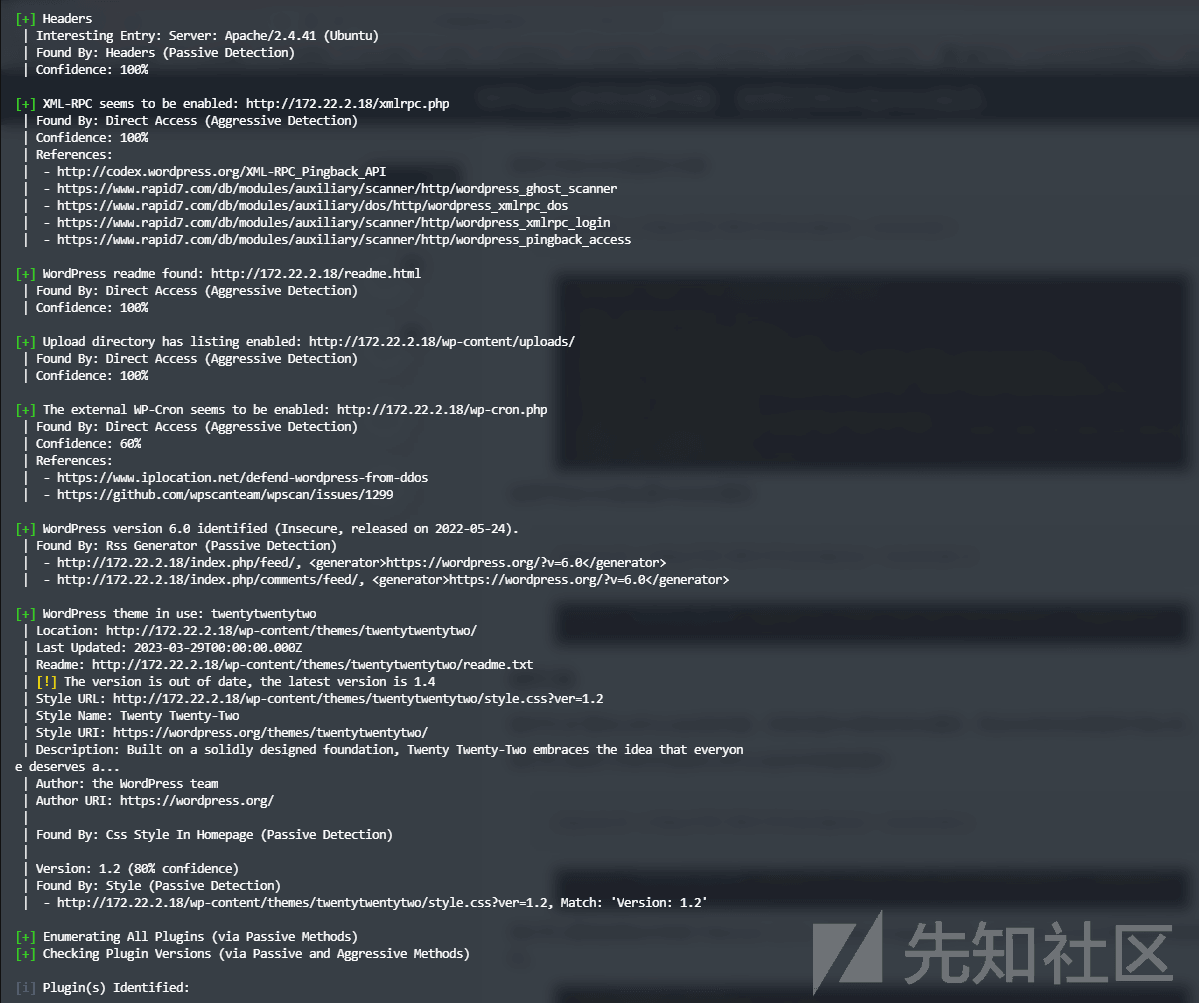 [+] Headers
| Interesting Entry: Server: Apache/2.4.41 (Ubuntu)
| Found By: Headers (Passive Detection)
| Confidence: 100%
[+] XML-RPC seems to be enabled: http://172.22.2.18/xmlrpc.php
| Found By: Direct Access (Aggressive Detection)
| Confidence: 100%
| References:
| - http://codex.wordpress.org/XML-RPC_Pingback_API
| - https://www.rapid7.com/db/modules/auxiliary/scanner/http/wordpress_ghost_scanner
| - https://www.rapid7.com/db/modules/auxiliary/dos/http/wordpress_xmlrpc_dos
| - https://www.rapid7.com/db/modules/auxiliary/scanner/http/wordpress_xmlrpc_login
| - https://www.rapid7.com/db/modules/auxiliary/scanner/http/wordpress_pingback_access
[+] WordPress readme found: http://172.22.2.18/readme.html
| Found By: Direct Access (Aggressive Detection)
| Confidence: 100%
[+] Upload directory has listing enabled: http://172.22.2.18/wp-content/uploads/
| Found By: Direct Access (Aggressive Detection)
| Confidence: 100%
[+] The external WP-Cron seems to be enabled: http://172.22.2.18/wp-cron.php
| Found By: Direct Access (Aggressive Detection)
| Confidence: 60%
| References:
| - https://www.iplocation.net/defend-wordpress-from-ddos
| - https://github.com/wpscanteam/wpscan/issues/1299
[+] WordPress version 6.0 identified (Insecure, released on 2022-05-24).
| Found By: Rss Generator (Passive Detection)
| - http://172.22.2.18/index.php/feed/, <generator>https://wordpress.org/?v=6.0</generator>
| - http://172.22.2.18/index.php/comments/feed/, <generator>https://wordpress.org/?v=6.0</generator>
[+] WordPress theme in use: twentytwentytwo
| Location: http://172.22.2.18/wp-content/themes/twentytwentytwo/
| Last Updated: 2023-03-29T00:00:00.000Z
| Readme: http://172.22.2.18/wp-content/themes/twentytwentytwo/readme.txt
| [!] The version is out of date, the latest version is 1.4
| Style URL: http://172.22.2.18/wp-content/themes/twentytwentytwo/style.css?ver=1.2
| Style Name: Twenty Twenty-Two
| Style URI: https://wordpress.org/themes/twentytwentytwo/
| Description: Built on a solidly designed foundation, Twenty Twenty-Two embraces the idea that everyon
e deserves a...
| Author: the WordPress team
| Author URI: https://wordpress.org/
|
| Found By: Css Style In Homepage (Passive Detection)
|
| Version: 1.2 (80% confidence)
| Found By: Style (Passive Detection)
| - http://172.22.2.18/wp-content/themes/twentytwentytwo/style.css?ver=1.2, Match: 'Version: 1.2'
[+] Enumerating All Plugins (via Passive Methods)
[+] Checking Plugin Versions (via Passive and Aggressive Methods)
[i] Plugin(s) Identified:
先知社区